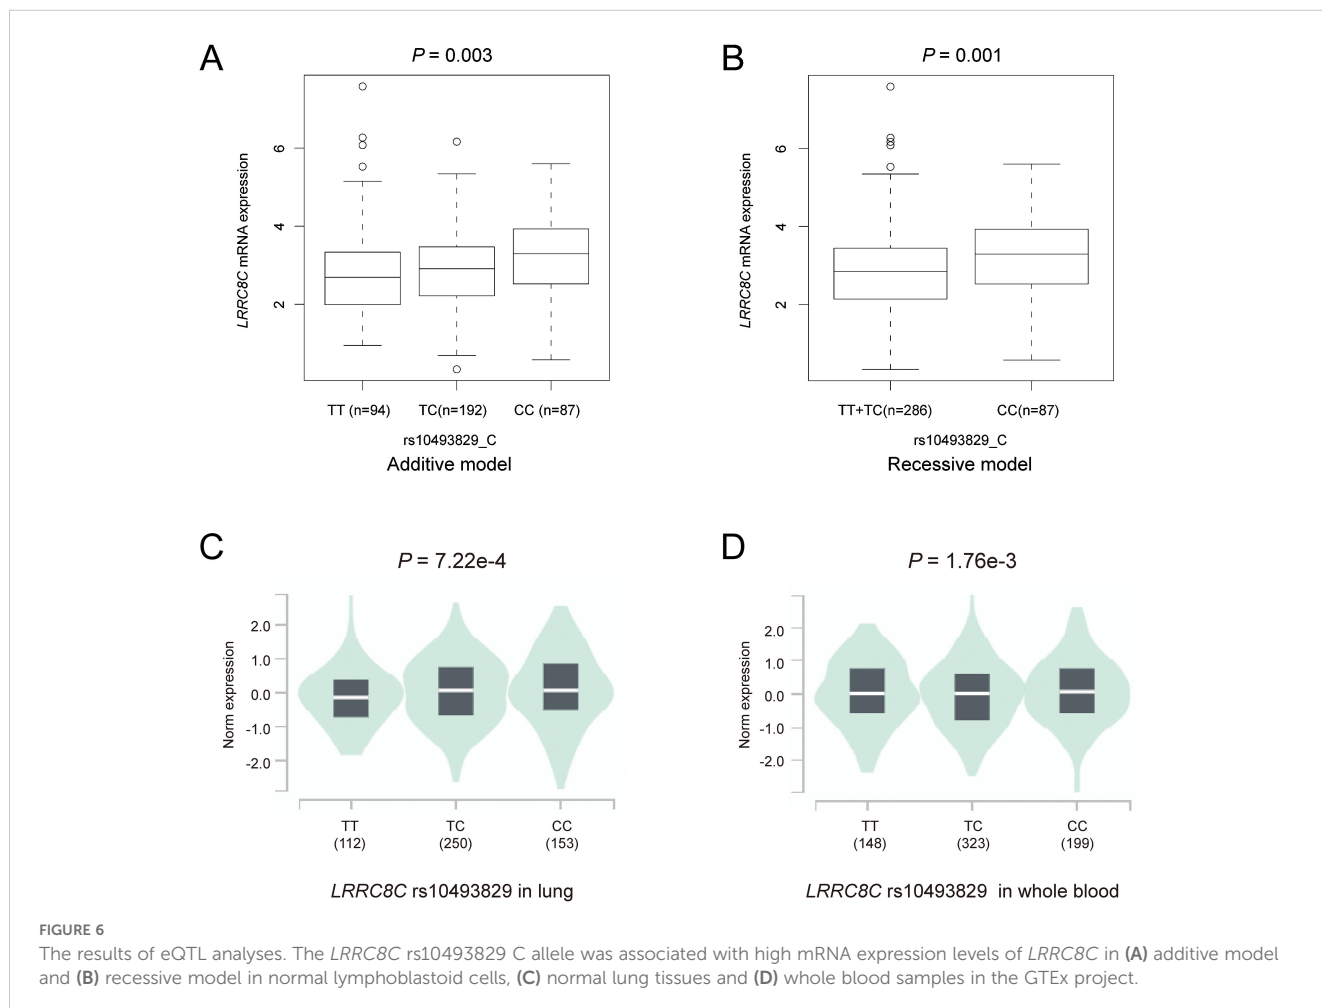 A
P = 0.003
LRRC8C mRNA expression
6
4
2
TT (n=94) TC(n=192) CC (n=87)
rs10493829_C
Additive model
B
P = 0.001
LRRC8C mRNA expression
6
4
2
TT+TC(n=286) CC(n=87)
rs10493829_C
Recessive model
C
P = 7.22e-4
Norm expression
2.0
1.0
0.0
-1.0
-2.0
TT TC CC
(112) (250) (153)
LRRC8C rs10493829 in lung
D
P = 1.76e-3
Norm expression
2.0
1.0
0.0
-1.0
-2.0
TT TC CC
(148) (323) (199)
LRRC8C rs10493829 in whole blood
FIGURE 6
The results of eQTL analyses. The LRRC8C rs10493829 C allele was associated with high mRNA expression levels of LRRC8C in (A) additive model
and (B) recessive model in normal lymphoblastoid cells, (C) normal lung tissues and (D) whole blood samples in the GTEx project.